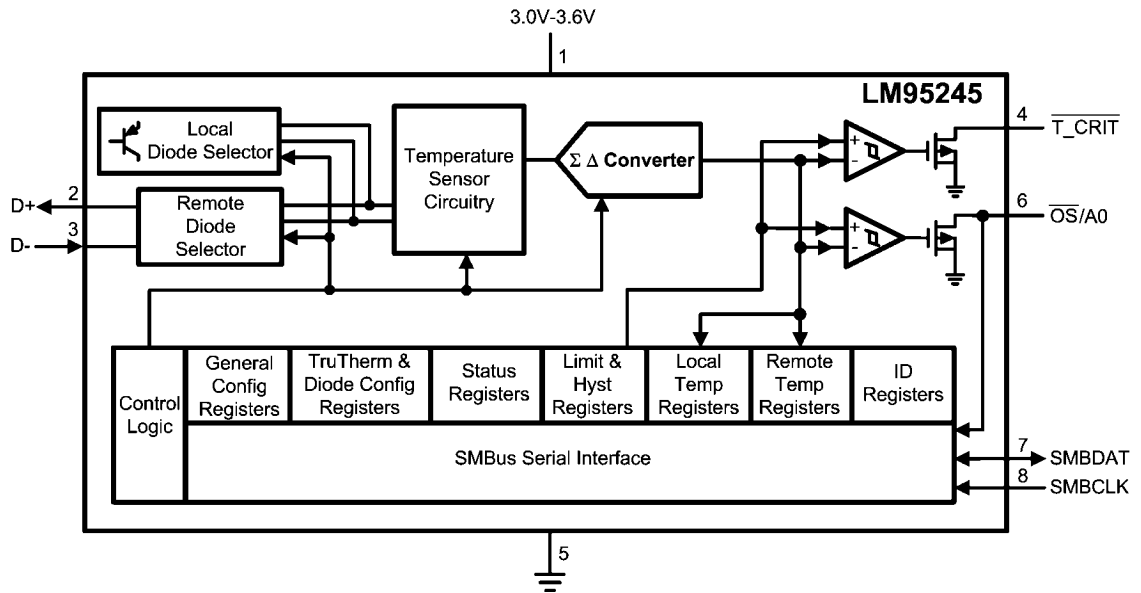 3.0V-3.6V
1
LM95245
Local
Diode Selector
Temperature
Sensor
Circuitry
Σ Δ Converter
+
-
4
T_CRIT
D+
2
D-
3
Remote
Diode
Selector
+
-
6
OS/A0
Control
Logic
General
Config
Registers
TruTherm &
Diode Config
Registers
Status
Registers
Limit &
Hyst
Registers
Local
Temp
Registers
Remote
Temp
Registers
ID
Registers
SMBus Serial Interface
7
SMBDAT
8
SMBCLK
5